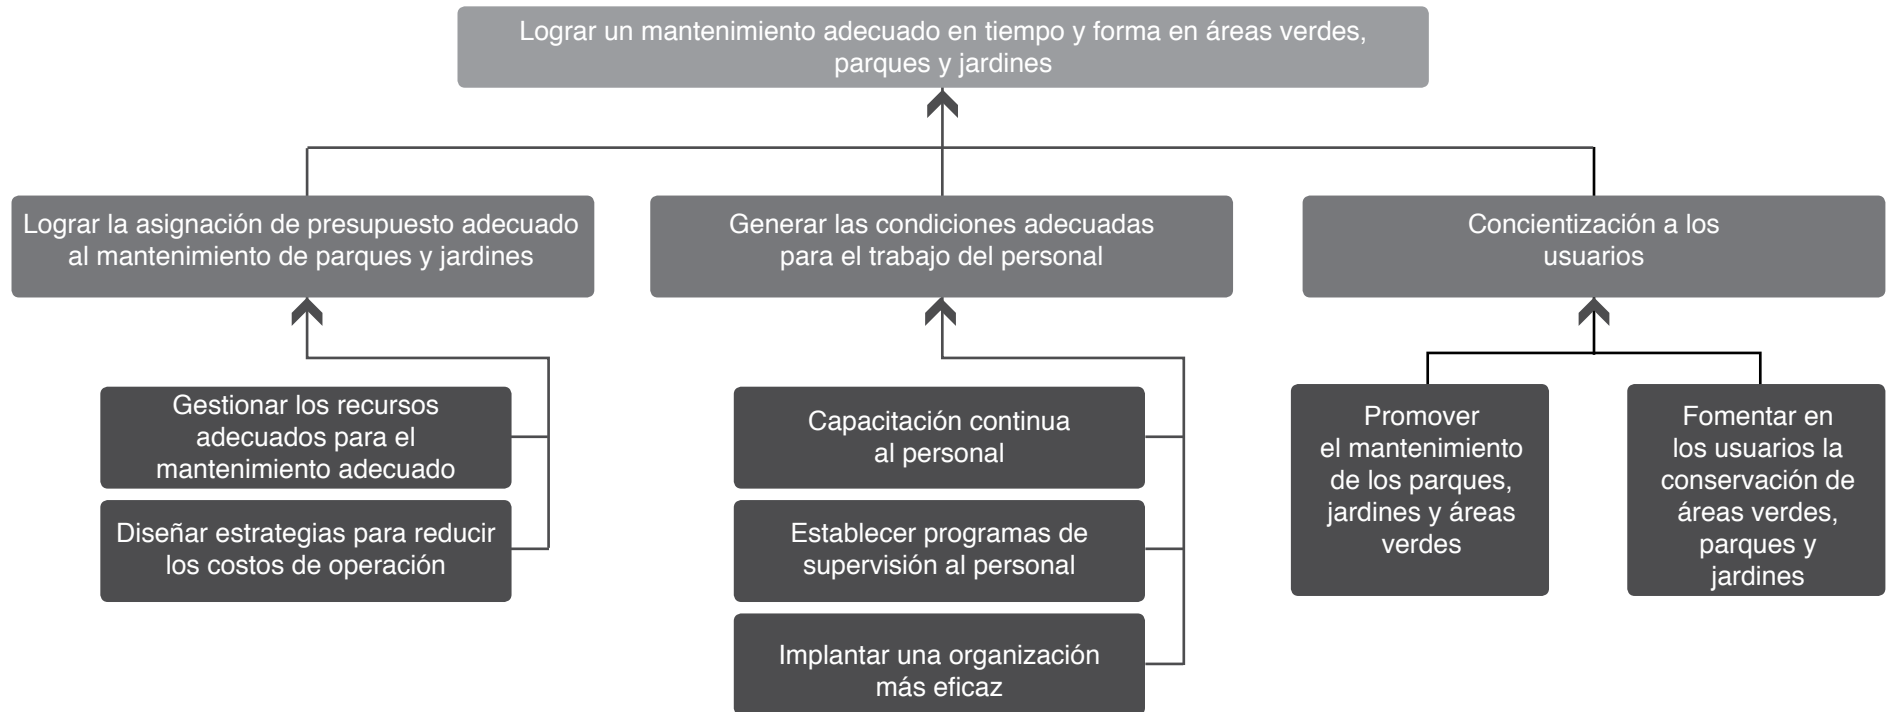 Lograr un mantenimiento adecuado en tiempo y forma en áreas verdes,
parques y jardines
Lograr la asignación de presupuesto adecuado
al mantenimiento de parques y jardines
Generar las condiciones adecuadas
para el trabajo del personal
Concientización a los
usuarios
Gestionar los recursos
adecuados para el
mantenimiento adecuado
Diseñar estrategias para reducir
los costos de operación
Capacitación continua
al personal
Establecer programas de
supervisión al personal
Implantar una organización
más eficaz
Promover
el mantenimiento
de los parques,
jardines y áreas
verdes
Fomentar en
los usuarios la
conservación de
áreas verdes,
parques y
jardines